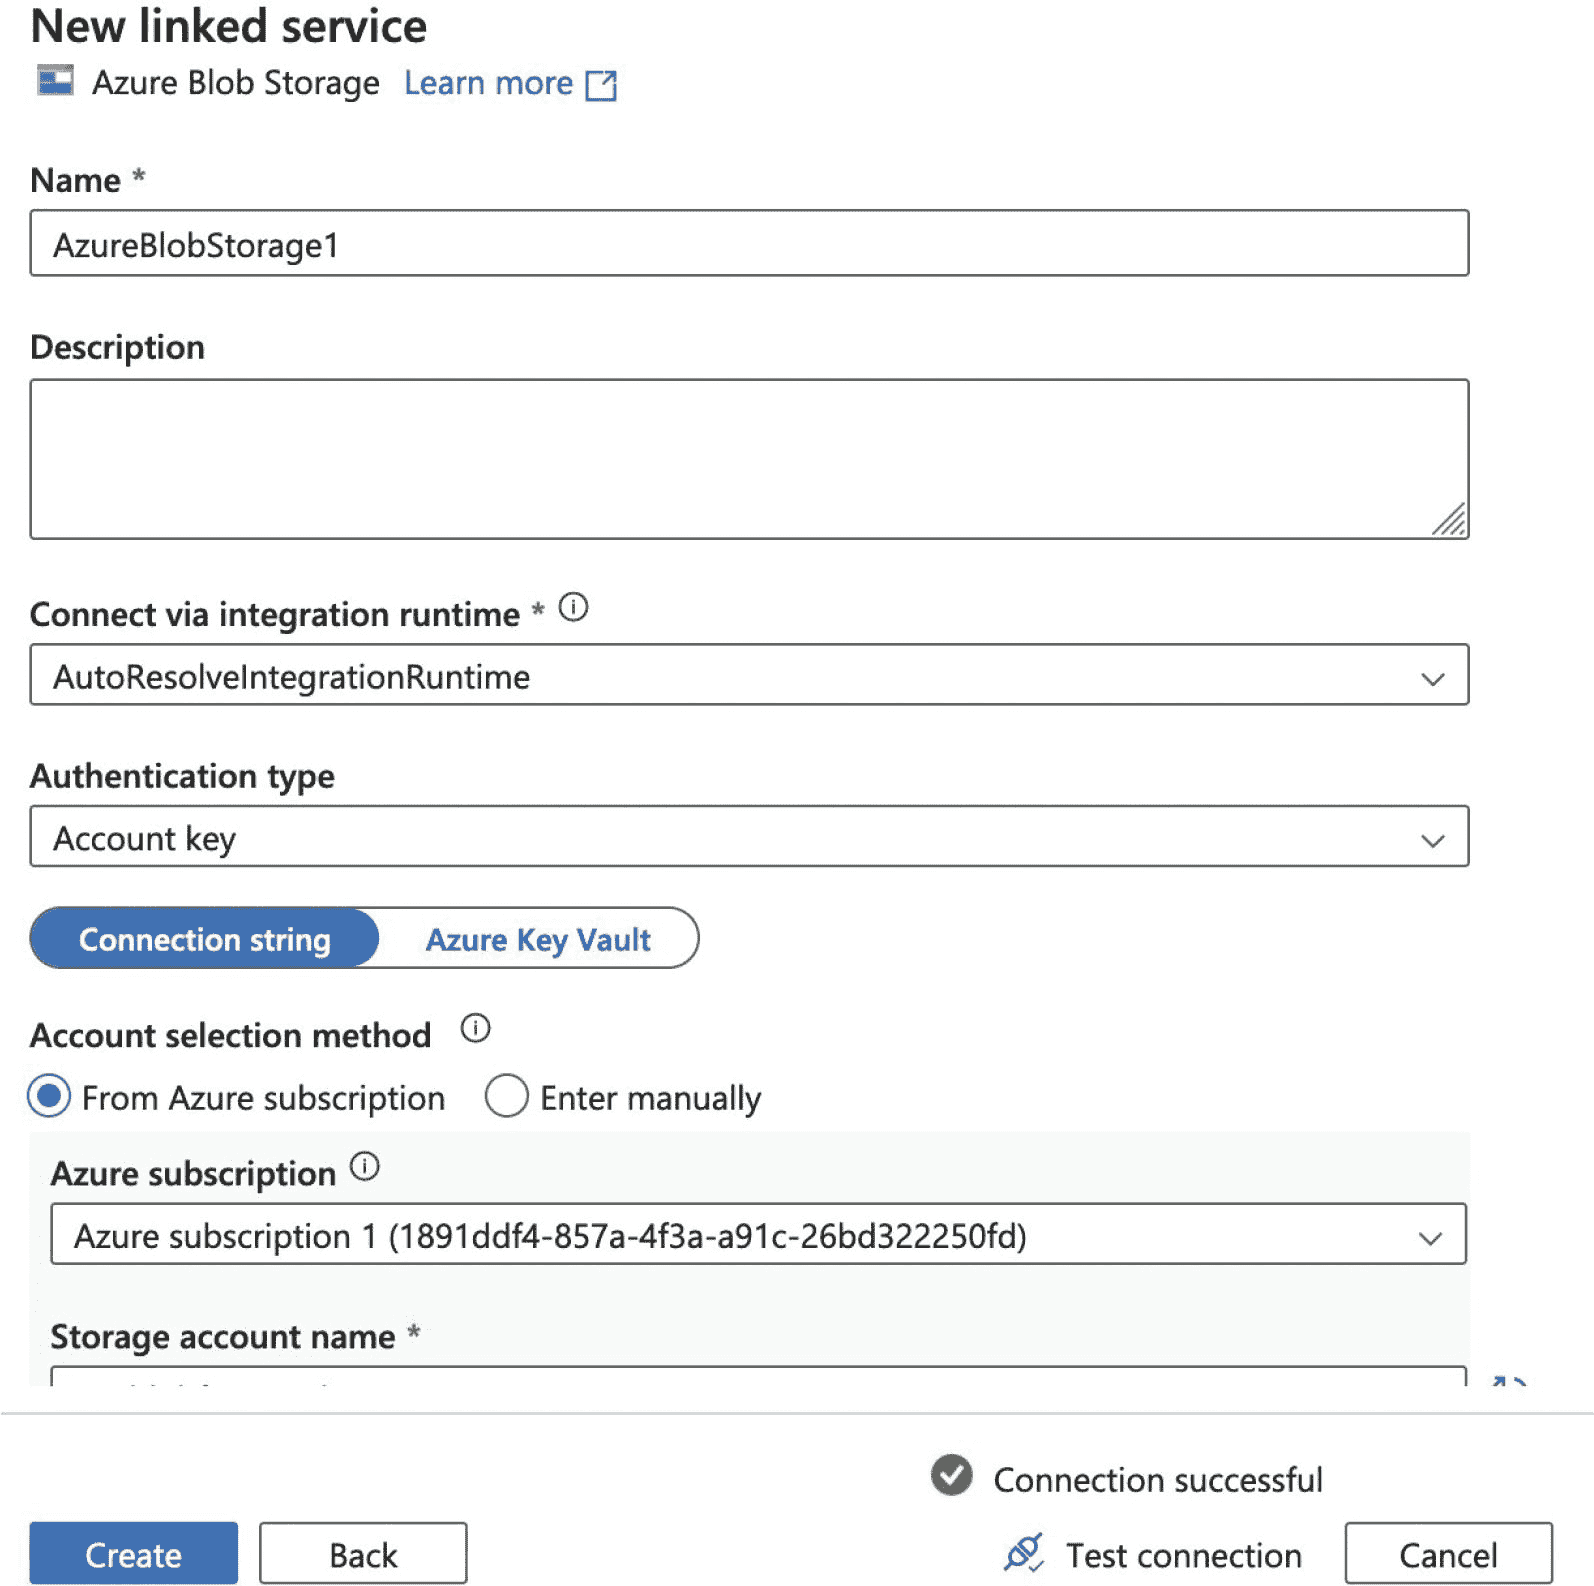 New linked service
Azure Blob Storage Learn more
Name *
AzureBlobStorage1
Description
Connect via integration runtime *
AutoResolveIntegrationRuntime
Authentication type
Account key
Connection string Azure Key Vault
Account selection method
From Azure subscription Enter manually
Azure subscription
Azure subscription 1 (1891ddf4-857a-4f3a-a91c-26bd322250fd)
Storage account name *
Connection successful
Create Back Test connection Cancel